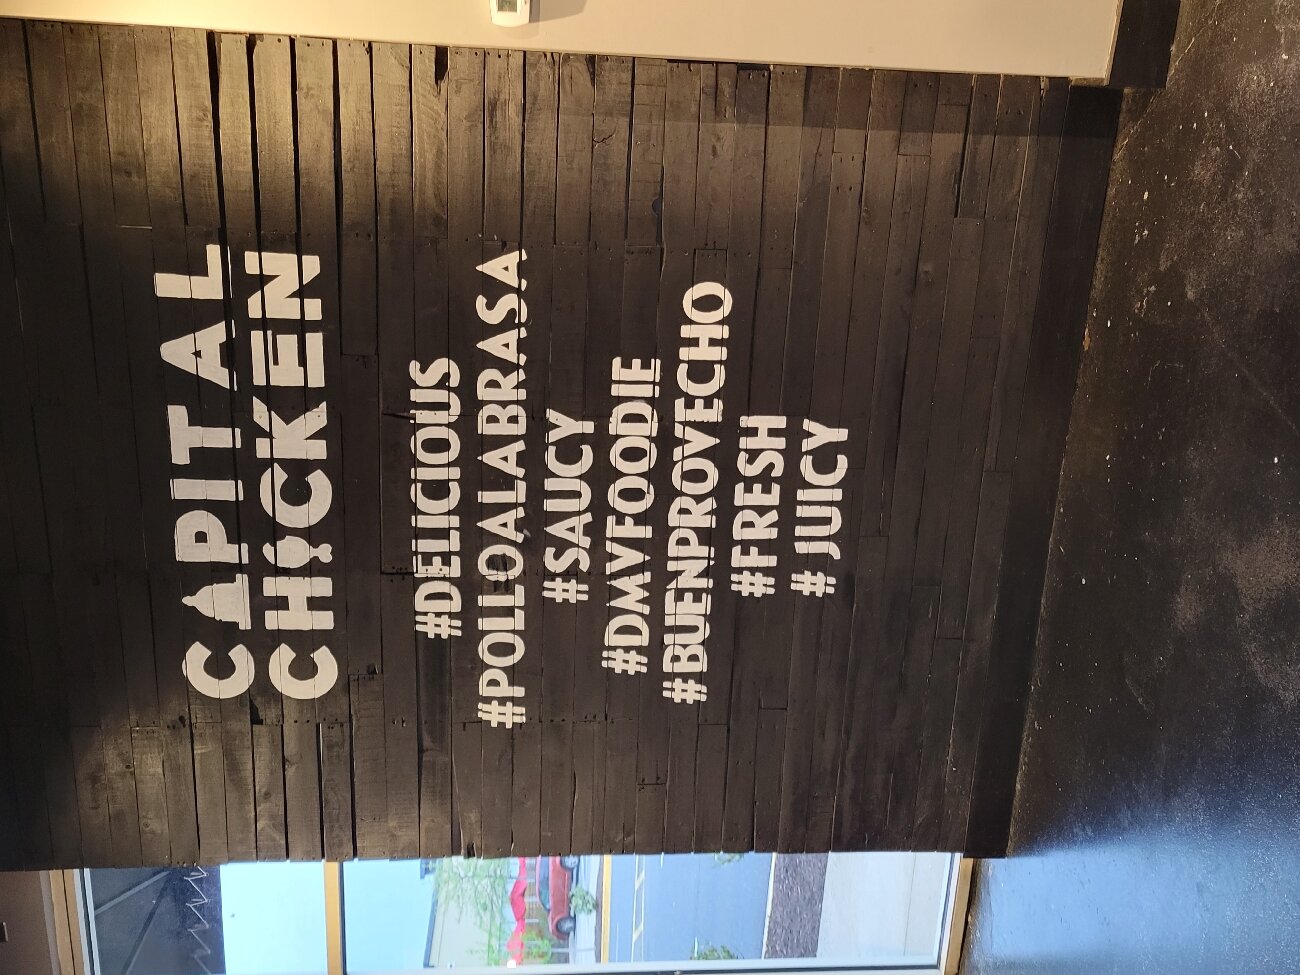 CAPITAL
CHICKEN
#DELICIOUS
#POLLOALABRASA
#SAUCY
#DMVFOODIE
#BUENPROVECHO
#FRESH
# JUICY